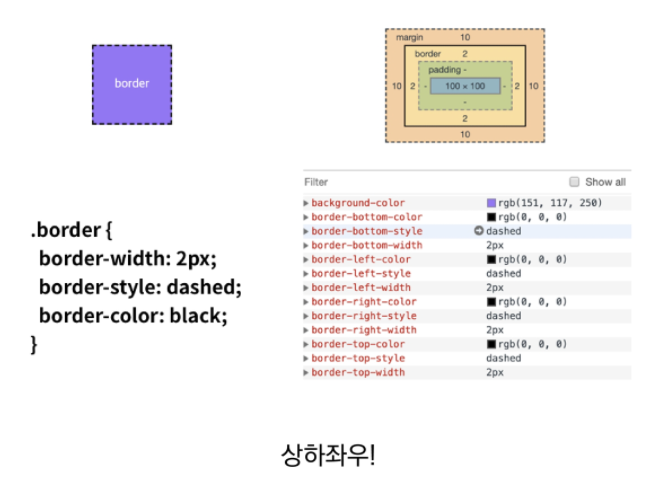 border
margin 10
border 2
padding -
10 2 - 100 × 100 - 2 10
-
2
10
.border {
border-width: 2px;
border-style: dashed;
border-color: black;
}
Filter Show all
background-color rgb(151, 117, 250)
border-bottom-color rgb(0, 0, 0)
border-bottom-style dashed
border-bottom-width 2px
border-left-color rgb(0, 0, 0)
border-left-style dashed
border-left-width 2px
border-right-color rgb(0, 0, 0)
border-right-style dashed
border-right-width 2px
border-top-color rgb(0, 0, 0)
border-top-style dashed
border-top-width 2px
상하좌우!